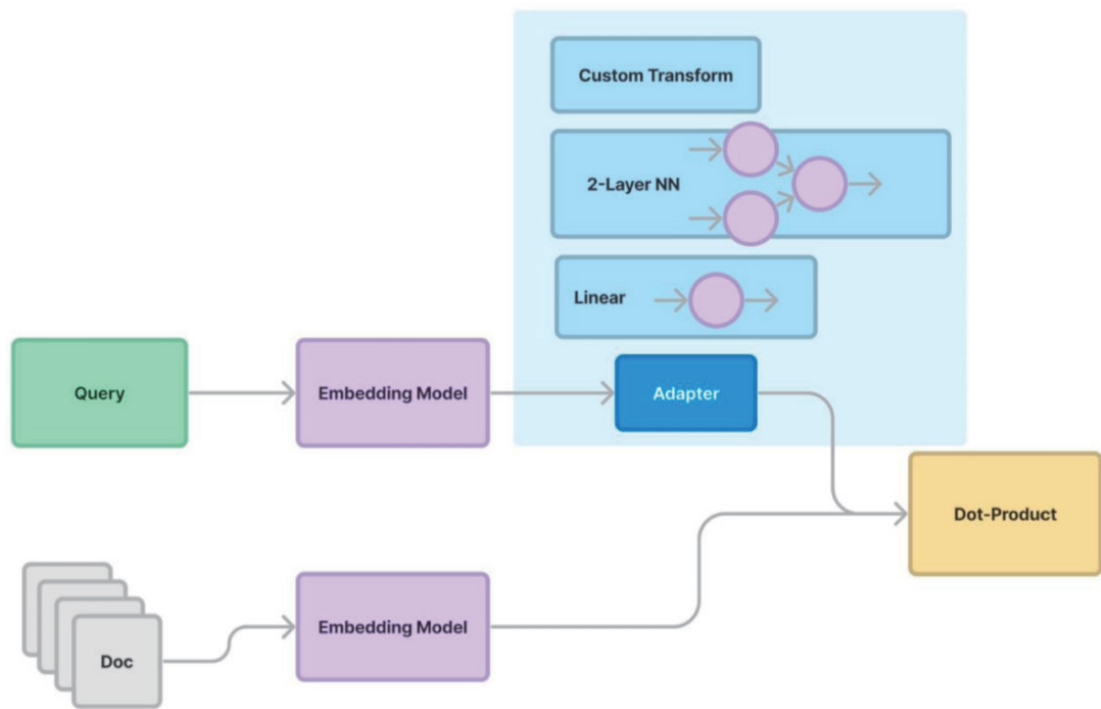 Custom Transform
2-Layer NN
Linear
Query
Embedding Model
Adapter
Dot-Product
Doc
Embedding Model